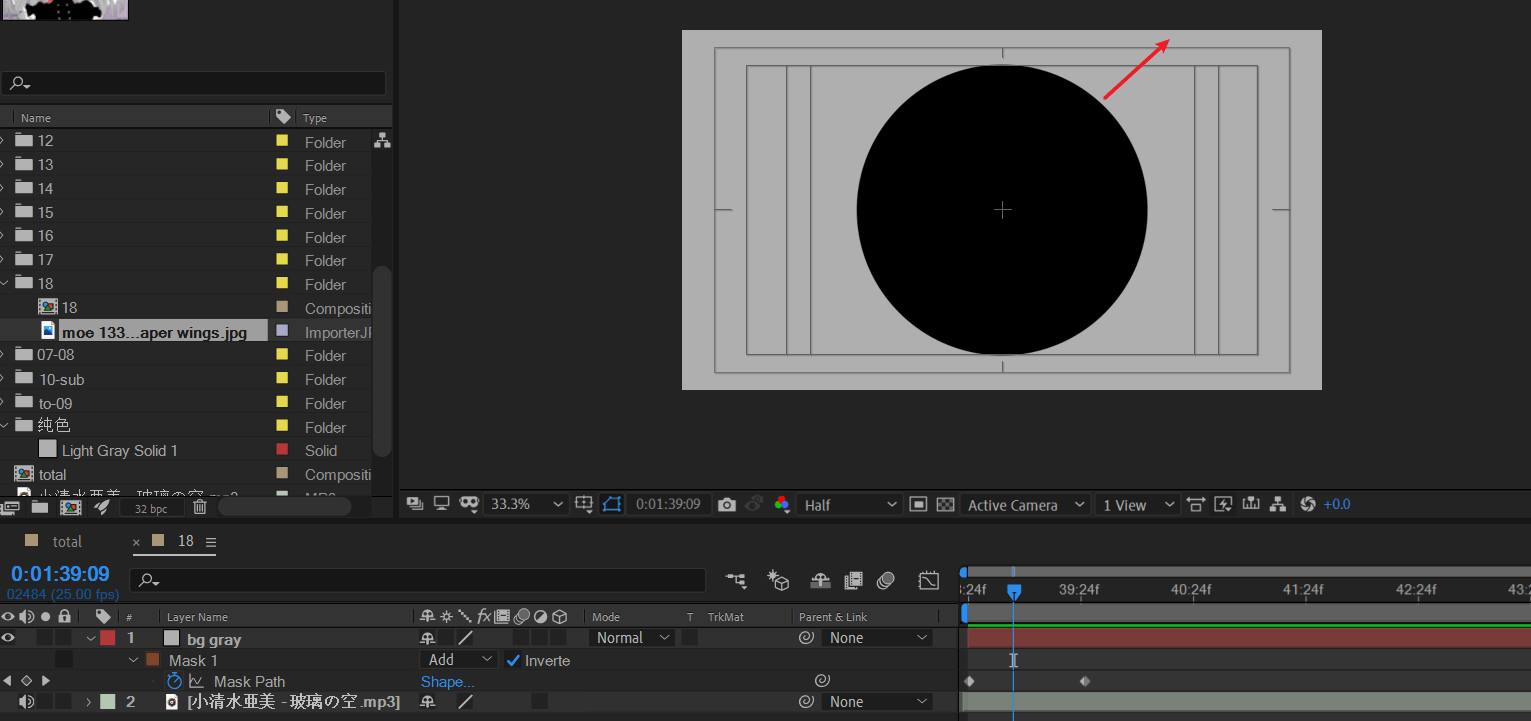 Name Type
12 Folder
13 Folder
14 Folder
15 Folder
16 Folder
17 Folder
18 Folder
18 Compositi
moe 133...aper wings.jpg ImporterJP
07-08 Folder
10-sub Folder
to-09 Folder
纯色 Folder
Light Gray Solid 1 Solid
total Compositi
小清水亜美 - 玻璃の空.mp3 MP3
32 bpc
33.3% 0:01:39:09 Half Active Camera 1 View +0.0
total × 18
0:01:39:09
02484 (25.00 fps)
:24f 39:24f 40:24f 41:24f 42:24f 43:2
# Layer Name fx Mode T TrkMat Parent & Link
1 bg gray Normal None
Mask 1 Add Inverte
Mask Path Shape...
2 [小清水亜美 - 玻璃の空.mp3] None